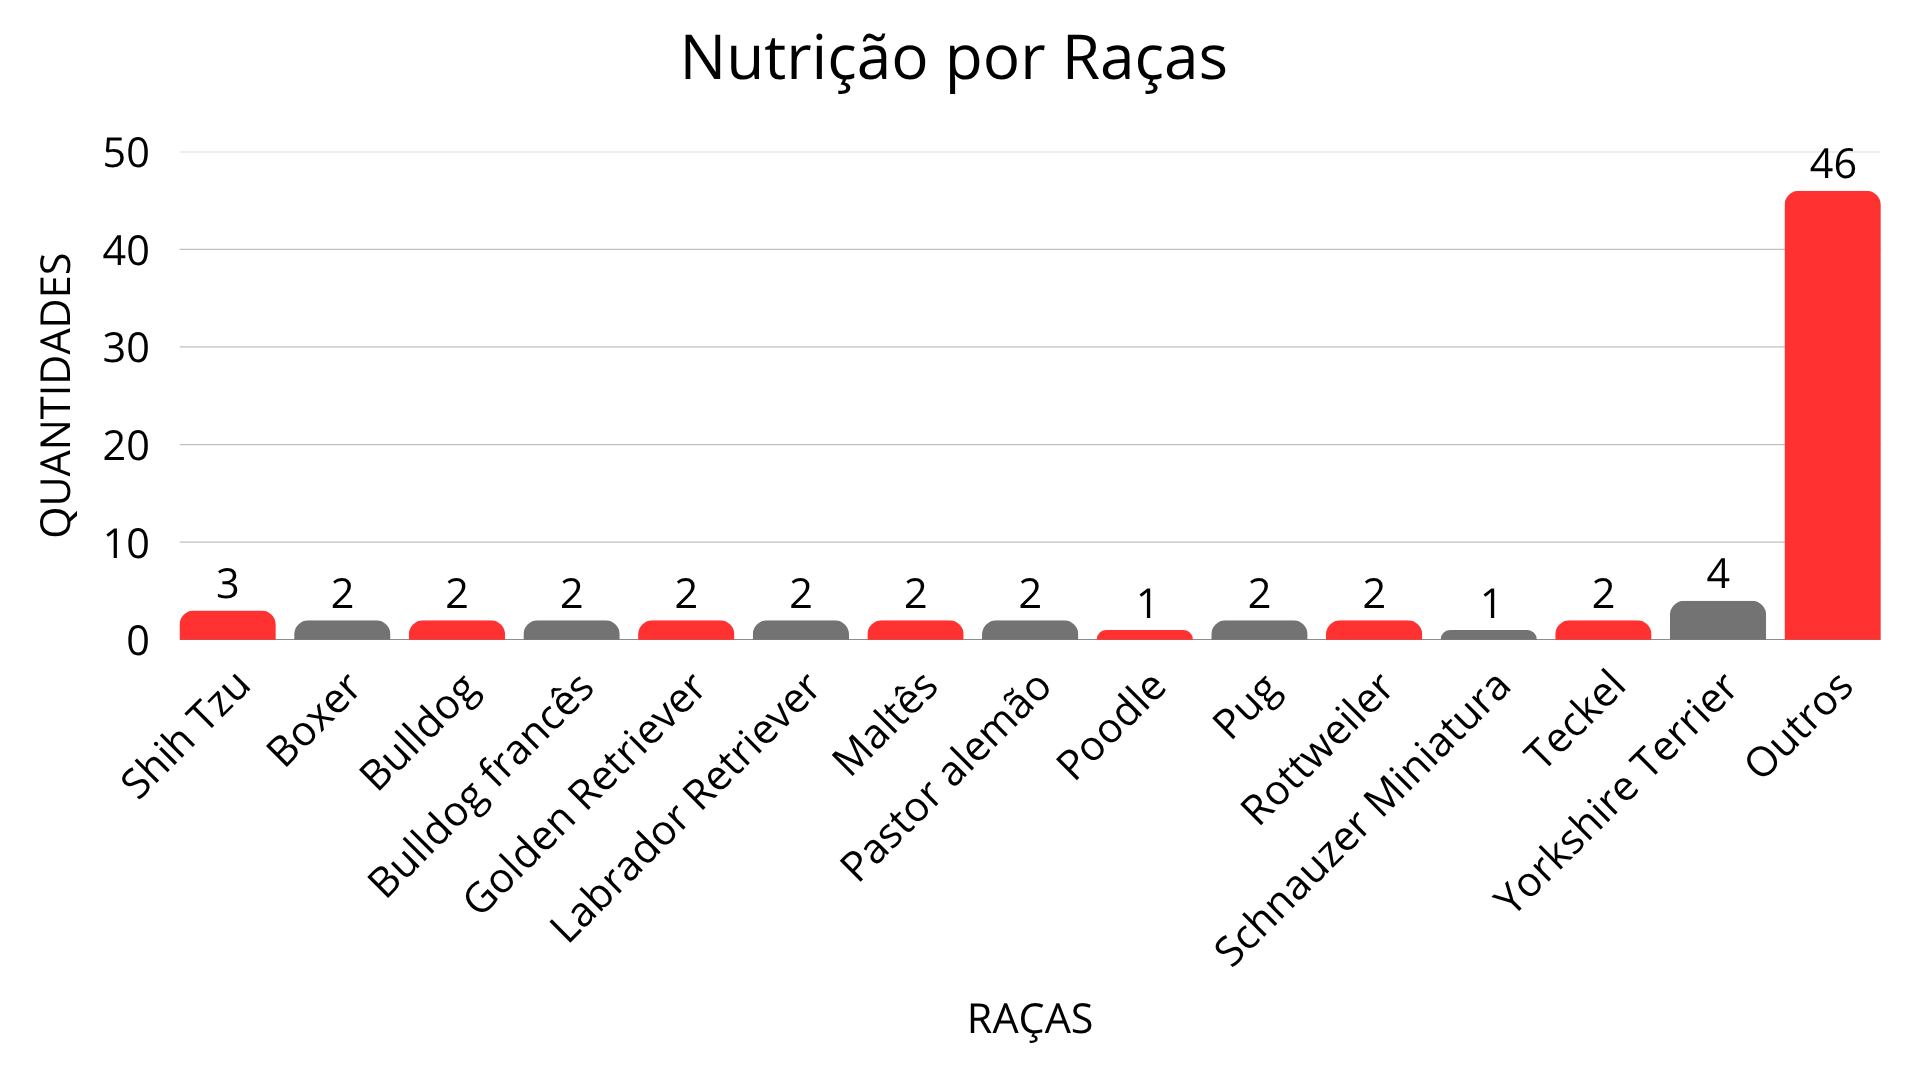 Nutrição por Raças
QUANTIDADES
50
40
30
20
10
0
3
2
2
2
2
2
2
2
1
2
2
1
2
4
46
Shih Tzu
Boxer
Bulldog
Bulldog francês
Golden Retriever
Labrador Retriever
Maltês
Pastor alemão
Poodle
Pug
Rottweiler
Schnauzer Miniatura
Teckel
Yorkshire Terrier
Outros
RAÇAS